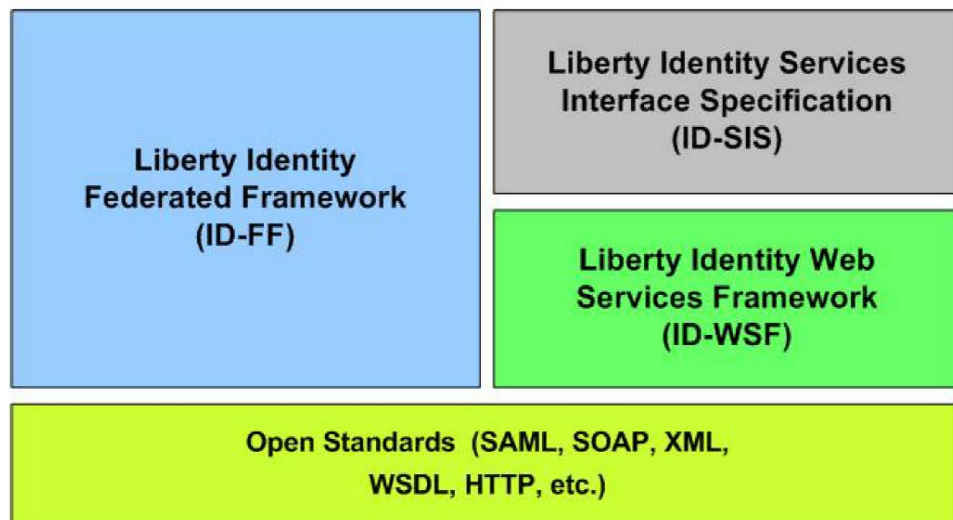 Liberty Identity
Federated Framework
(ID-FF)
Liberty Identity Services
Interface Specification
(ID-SIS)
Liberty Identity Web
Services Framework
(ID-WSF)
Open Standards (SAML, SOAP, XML,
WSDL, HTTP, etc.)